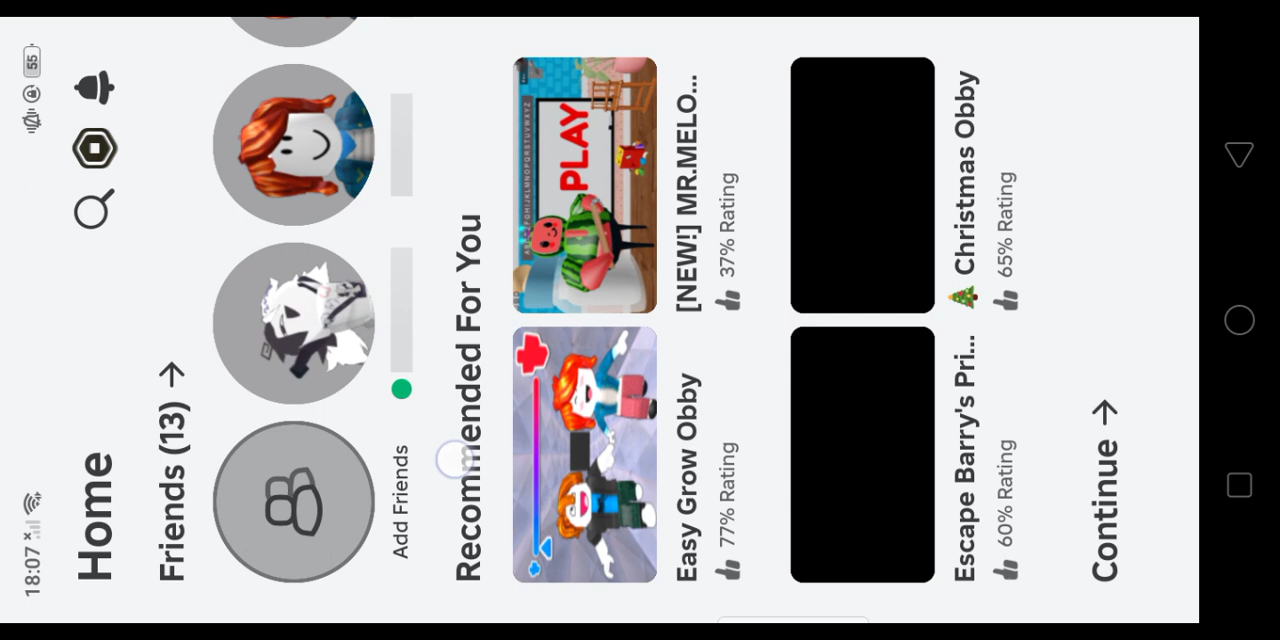 18:07
55
Home
Friends (13) →
Add Friends
Recommended For You
PLAY
Easy Grow Obby
[NEW!] MR.MELO...
77% Rating
37% Rating
Escape Barry's Pri...
🎄 Christmas Obby
60% Rating
65% Rating
Continue →